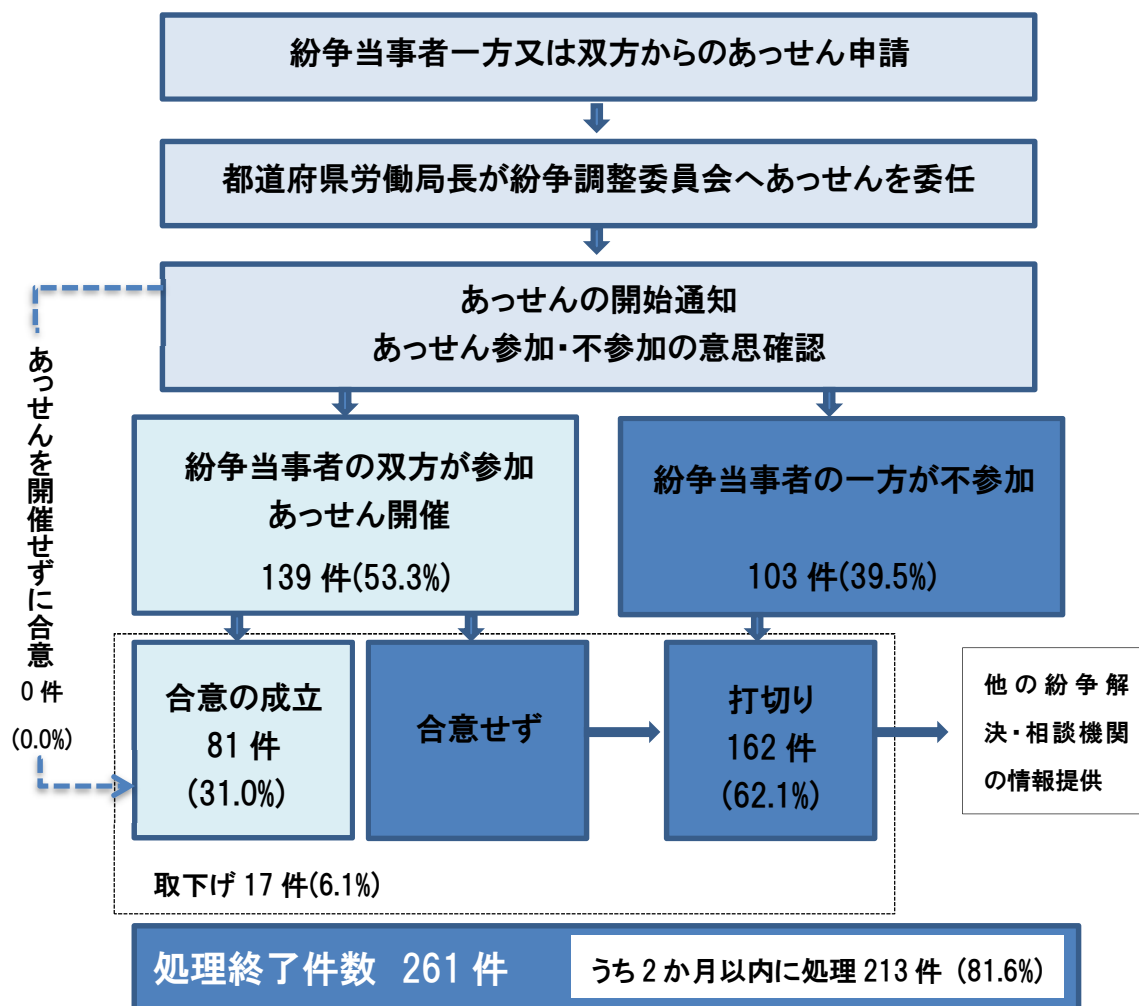 紛争当事者一方又は双方からのあっせん申請
都道府県労働局長が紛争調整委員会へあっせんを委任
あっせんの開始通知
あっせん参加・不参加の意思確認
あっせんを開催せずに合意
0 件
(0.0%)
紛争当事者の双方が参加
あっせん開催
139 件(53.3%)
紛争当事者の一方が不参加
103 件(39.5%)
合意の成立
81 件
(31.0%)
合意せず
打切り
162 件
(62.1%)
他の紛争解
決・相談機関
の情報提供
取下げ 17 件(6.1%)
処理終了件数 261 件
うち 2 か月以内に処理 213 件 (81.6%)